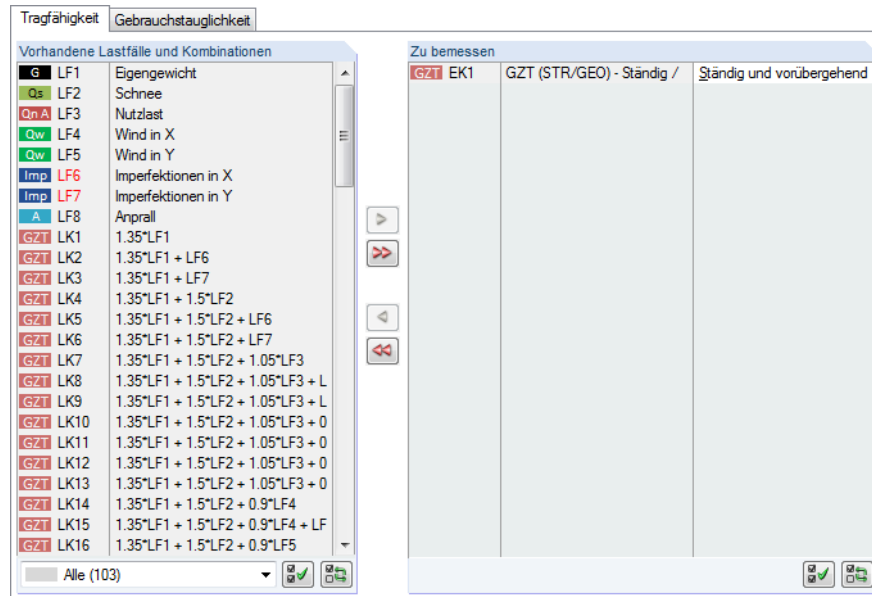 Tragfähigkeit Gebrauchstauglichkeit
Vorhandene Lastfälle und Kombinationen
G LF1 Eigengewicht
Qs LF2 Schnee
Qn A LF3 Nutzlast
Qw LF4 Wind in X
Qw LF5 Wind in Y
Imp LF6 Imperfektionen in X
Imp LF7 Imperfektionen in Y
A LF8 Anprall
GZT LK1 1.35*LF1
GZT LK2 1.35*LF1 + LF6
GZT LK3 1.35*LF1 + LF7
GZT LK4 1.35*LF1 + 1.5*LF2
GZT LK5 1.35*LF1 + 1.5*LF2 + LF6
GZT LK6 1.35*LF1 + 1.5*LF2 + LF7
GZT LK7 1.35*LF1 + 1.5*LF2 + 1.05*LF3
GZT LK8 1.35*LF1 + 1.5*LF2 + 1.05*LF3 + L
GZT LK9 1.35*LF1 + 1.5*LF2 + 1.05*LF3 + L
GZT LK10 1.35*LF1 + 1.5*LF2 + 1.05*LF3 + 0
GZT LK11 1.35*LF1 + 1.5*LF2 + 1.05*LF3 + 0
GZT LK12 1.35*LF1 + 1.5*LF2 + 1.05*LF3 + 0
GZT LK13 1.35*LF1 + 1.5*LF2 + 1.05*LF3 + 0
GZT LK14 1.35*LF1 + 1.5*LF2 + 0.9*LF4
GZT LK15 1.35*LF1 + 1.5*LF2 + 0.9*LF4 + LF
GZT LK16 1.35*LF1 + 1.5*LF2 + 0.9*LF5
Alle (103)
Zu bemessen
GZT EK1 GZT (STR/GEO) - Ständig / Ständig und vorübergehend